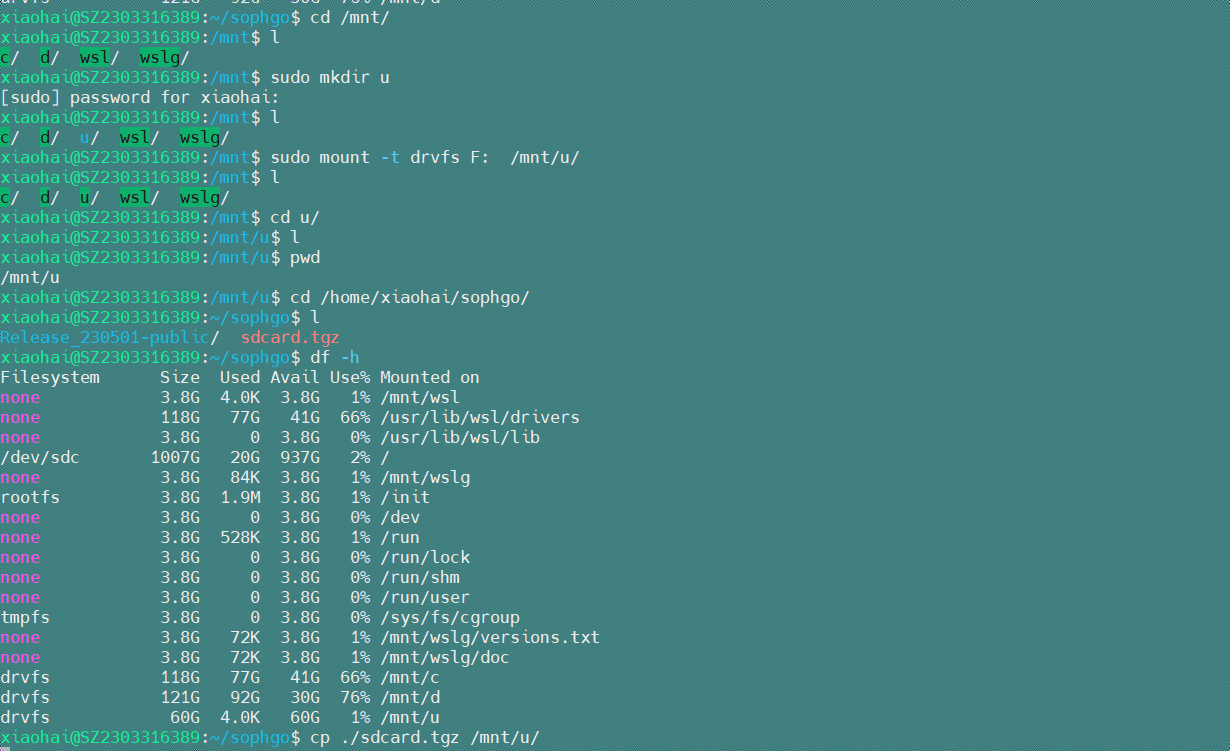 drvfs 121G 92G 30G 76% /mnt/d
xiaohai@SZ2303316389:~/sophgo$ cd /mnt/
xiaohai@SZ2303316389:/mnt$ l
c/  d/  wsl/  wslg/
xiaohai@SZ2303316389:/mnt$ sudo mkdir u
[sudo] password for xiaohai:
xiaohai@SZ2303316389:/mnt$ l
c/  d/  u/  wsl/  wslg/
xiaohai@SZ2303316389:/mnt$ sudo mount -t drvfs F:  /mnt/u/
xiaohai@SZ2303316389:/mnt$ l
c/  d/  u/  wsl/  wslg/
xiaohai@SZ2303316389:/mnt$ cd u/
xiaohai@SZ2303316389:/mnt/u$ l
xiaohai@SZ2303316389:/mnt/u$ pwd
/mnt/u
xiaohai@SZ2303316389:/mnt/u$ cd /home/xiaohai/sophgo/
xiaohai@SZ2303316389:~/sophgo$ l
Release_230501-public/  sdcard.tgz
xiaohai@SZ2303316389:~/sophgo$ df -h
Filesystem      Size  Used Avail Use% Mounted on
none            3.8G  4.0K  3.8G   1% /mnt/wsl
none            118G   77G   41G  66% /usr/lib/wsl/drivers
none            3.8G     0  3.8G   0% /usr/lib/wsl/lib
/dev/sdc       1007G   20G  937G   2% /
none            3.8G   84K  3.8G   1% /mnt/wslg
rootfs          3.8G  1.9M  3.8G   1% /init
none            3.8G     0  3.8G   0% /dev
none            3.8G  528K  3.8G   1% /run
none            3.8G     0  3.8G   0% /run/lock
none            3.8G     0  3.8G   0% /run/shm
none            3.8G     0  3.8G   0% /run/user
tmpfs           3.8G     0  3.8G   0% /sys/fs/cgroup
none            3.8G   72K  3.8G   1% /mnt/wslg/versions.txt
none            3.8G   72K  3.8G   1% /mnt/wslg/doc
drvfs           118G   77G   41G  66% /mnt/c
drvfs           121G   92G   30G  76% /mnt/d
drvfs            60G  4.0K   60G   1% /mnt/u
xiaohai@SZ2303316389:~/sophgo$ cp ./sdcard.tgz /mnt/u/